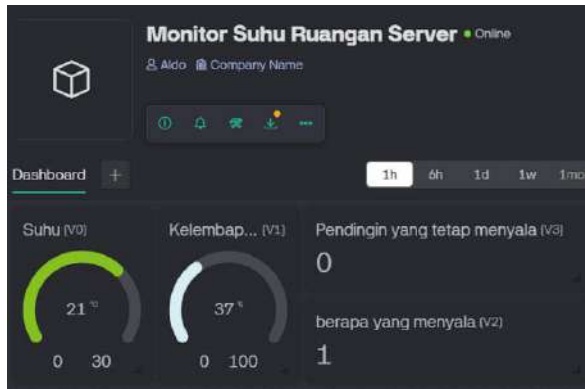 Monitor Suhu Ruangan Server • Online
Aldo Company Name
Dashboard + 1h 6h 1d 1w 1mo
Suhu (V0)
21 °C
0 30
Kelembap... (V1)
37 %
0 100
Pendingin yang tetap menyala (V3)
0
berapa yang menyala (V2)
1